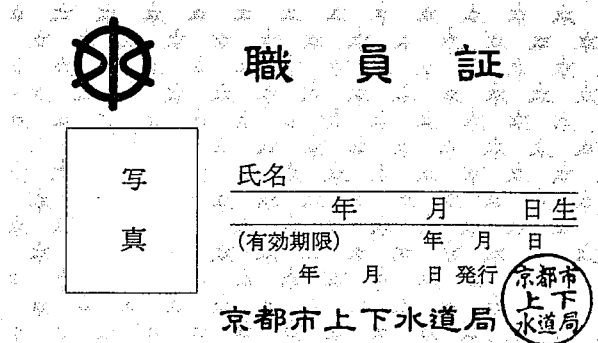 職員証
写
真
氏名
年 月 日生
(有効期限) 年 月 日
年 月 日 発行
京都市上下水道局
京都市
上下
水道局